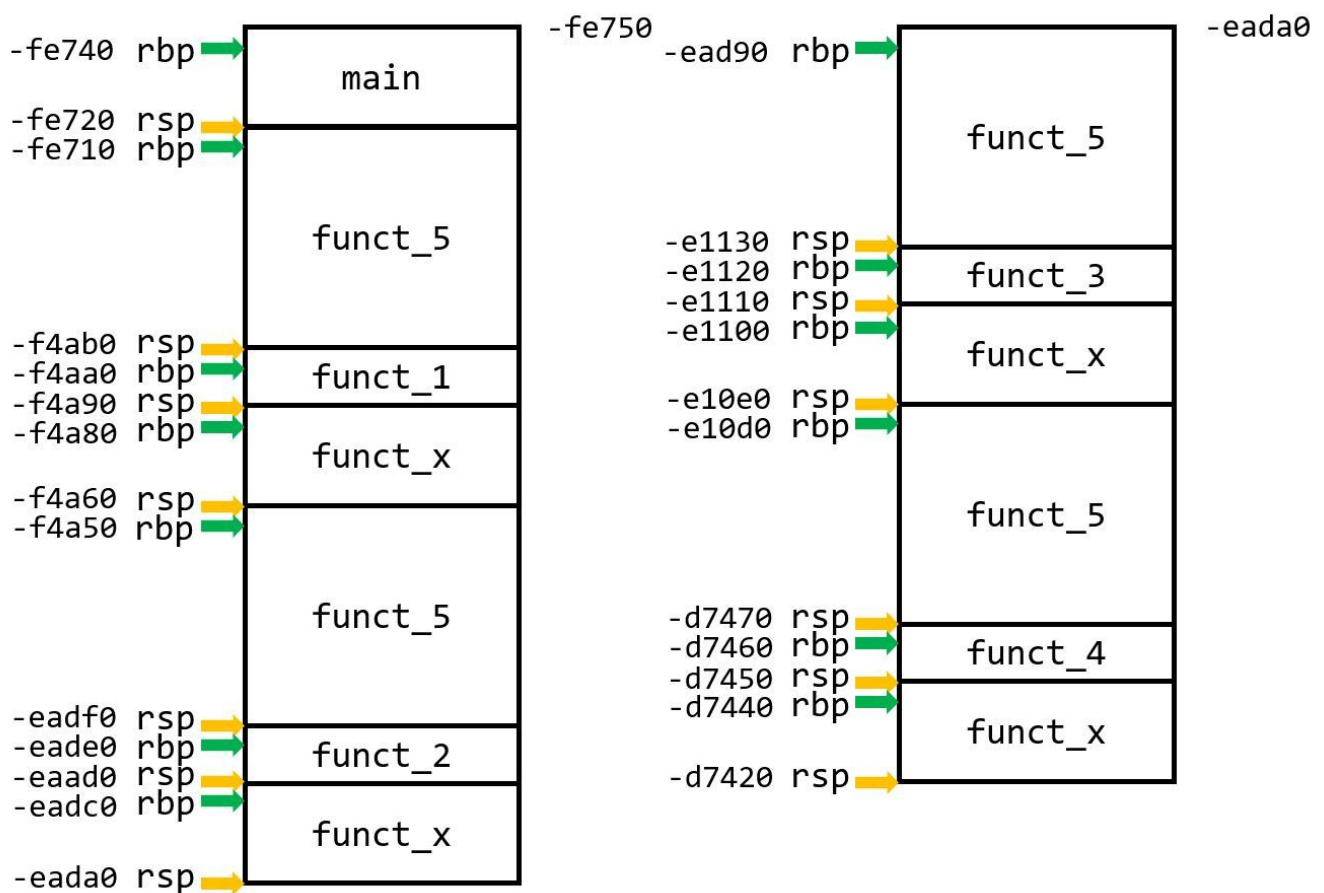 -fe750
-fe740 rbp
main
-fe720 rsp
-fe710 rbp
funct_5
-f4ab0 rsp
-f4aa0 rbp
funct_1
-f4a90 rsp
-f4a80 rbp
funct_x
-f4a60 rsp
-f4a50 rbp
funct_5
-eadf0 rsp
-eade0 rbp
funct_2
-eaad0 rsp
-eadc0 rbp
funct_x
-eada0 rsp
-eada0
-ead90 rbp
funct_5
-e1130 rsp
-e1120 rbp
funct_3
-e1110 rsp
-e1100 rbp
funct_x
-e10e0 rsp
-e10d0 rbp
funct_5
-d7470 rsp
-d7460 rbp
funct_4
-d7450 rsp
-d7440 rbp
funct_x
-d7420 rsp